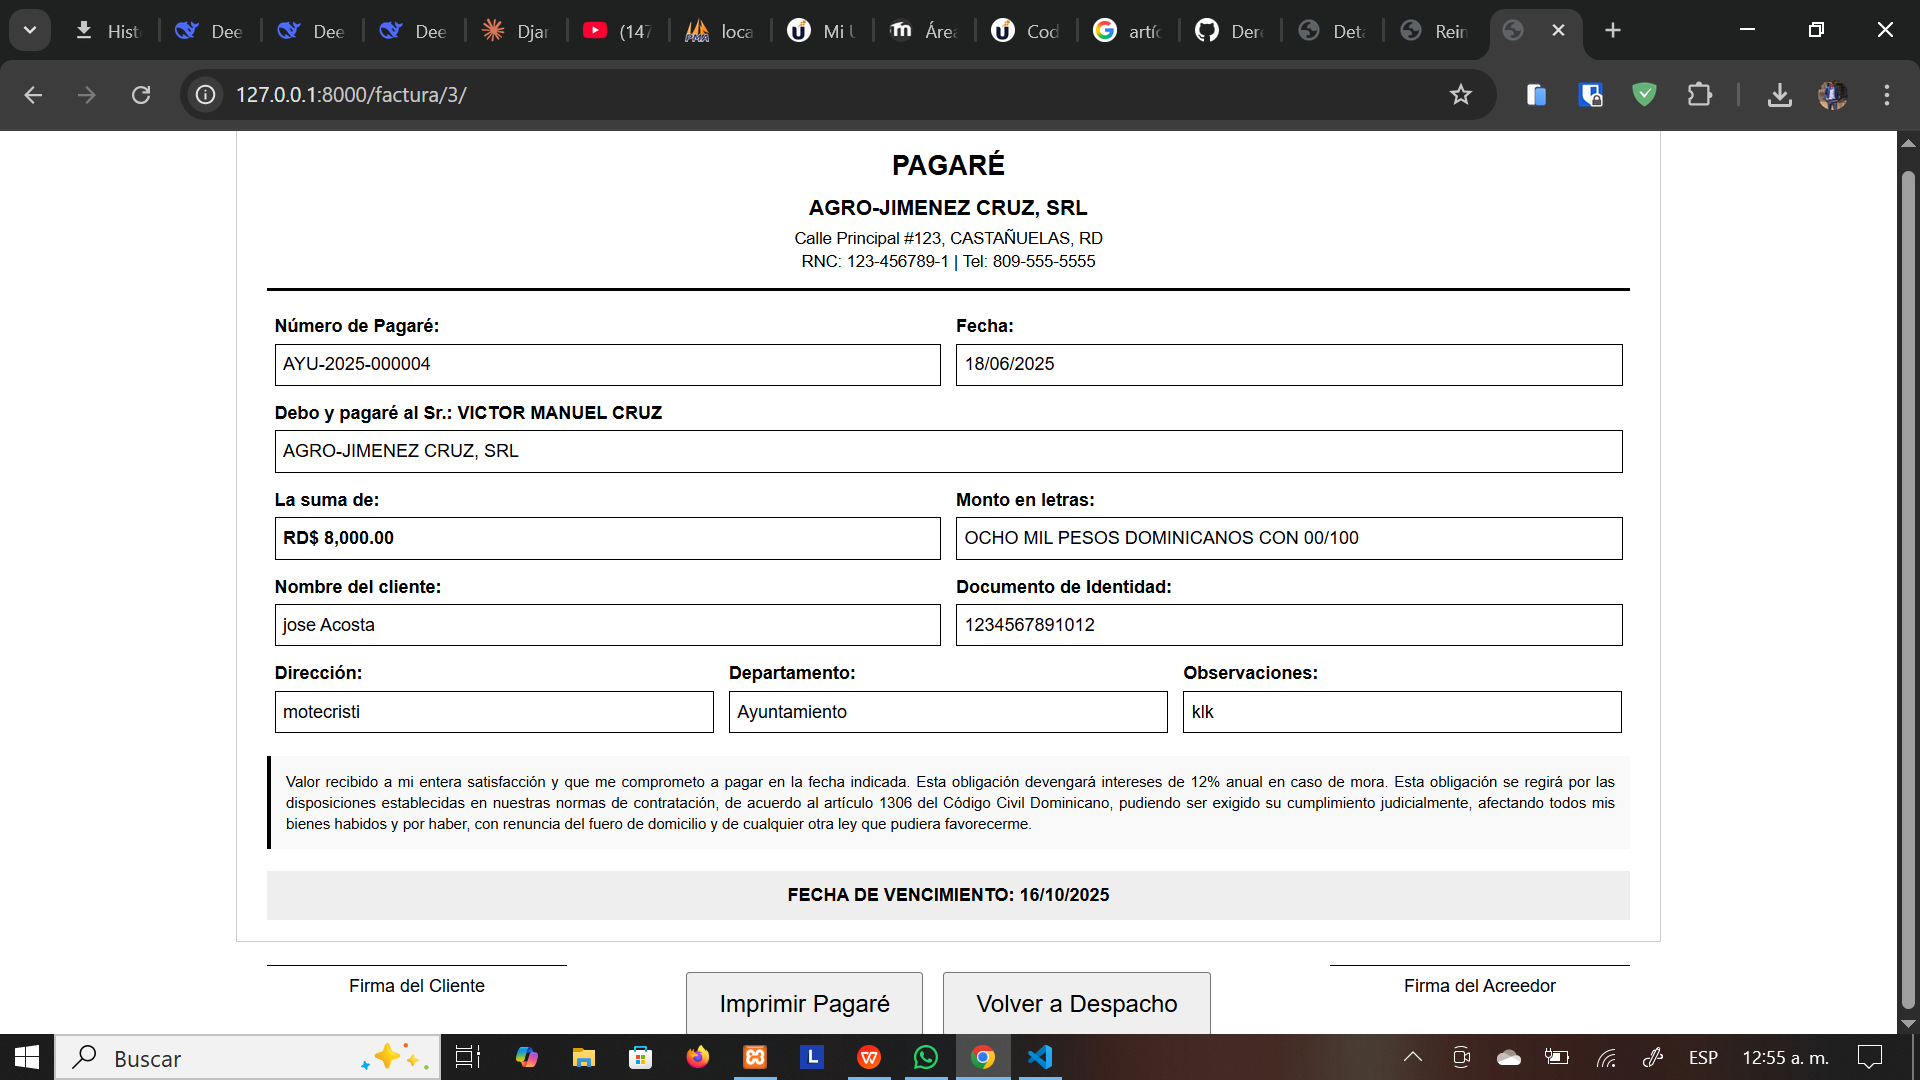 Hist
Dee
Dee
Dee
Djar
(147
loca
Mi U
Área
Cod
artíc
Dere
Deta
Rein
127.0.0.1:8000/factura/3/
PAGARÉ
AGRO-JIMENEZ CRUZ, SRL
Calle Principal #123, CASTAÑUELAS, RD
RNC: 123-456789-1 | Tel: 809-555-5555
Número de Pagaré:
Fecha:
AYU-2025-000004
18/06/2025
Debo y pagaré al Sr.: VICTOR MANUEL CRUZ
AGRO-JIMENEZ CRUZ, SRL
La suma de:
Monto en letras:
RD$ 8,000.00
OCHO MIL PESOS DOMINICANOS CON 00/100
Nombre del cliente:
Documento de Identidad:
jose Acosta
1234567891012
Dirección:
Departamento:
Observaciones:
motecristi
Ayuntamiento
klk
Valor recibido a mi entera satisfacción y que me comprometo a pagar en la fecha indicada. Esta obligación devengará intereses de 12% anual en caso de mora. Esta obligación se regirá por las
disposiciones establecidas en nuestras normas de contratación, de acuerdo al artículo 1306 del Código Civil Dominicano, pudiendo ser exigido su cumplimiento judicialmente, afectando todos mis
bienes habidos y por haber, con renuncia del fuero de domicilio y de cualquier otra ley que pudiera favorecerme.
FECHA DE VENCIMIENTO: 16/10/2025
Firma del Cliente
Imprimir Pagaré
Volver a Despacho
Firma del Acreedor
Buscar
ESP
12:55 a. m.